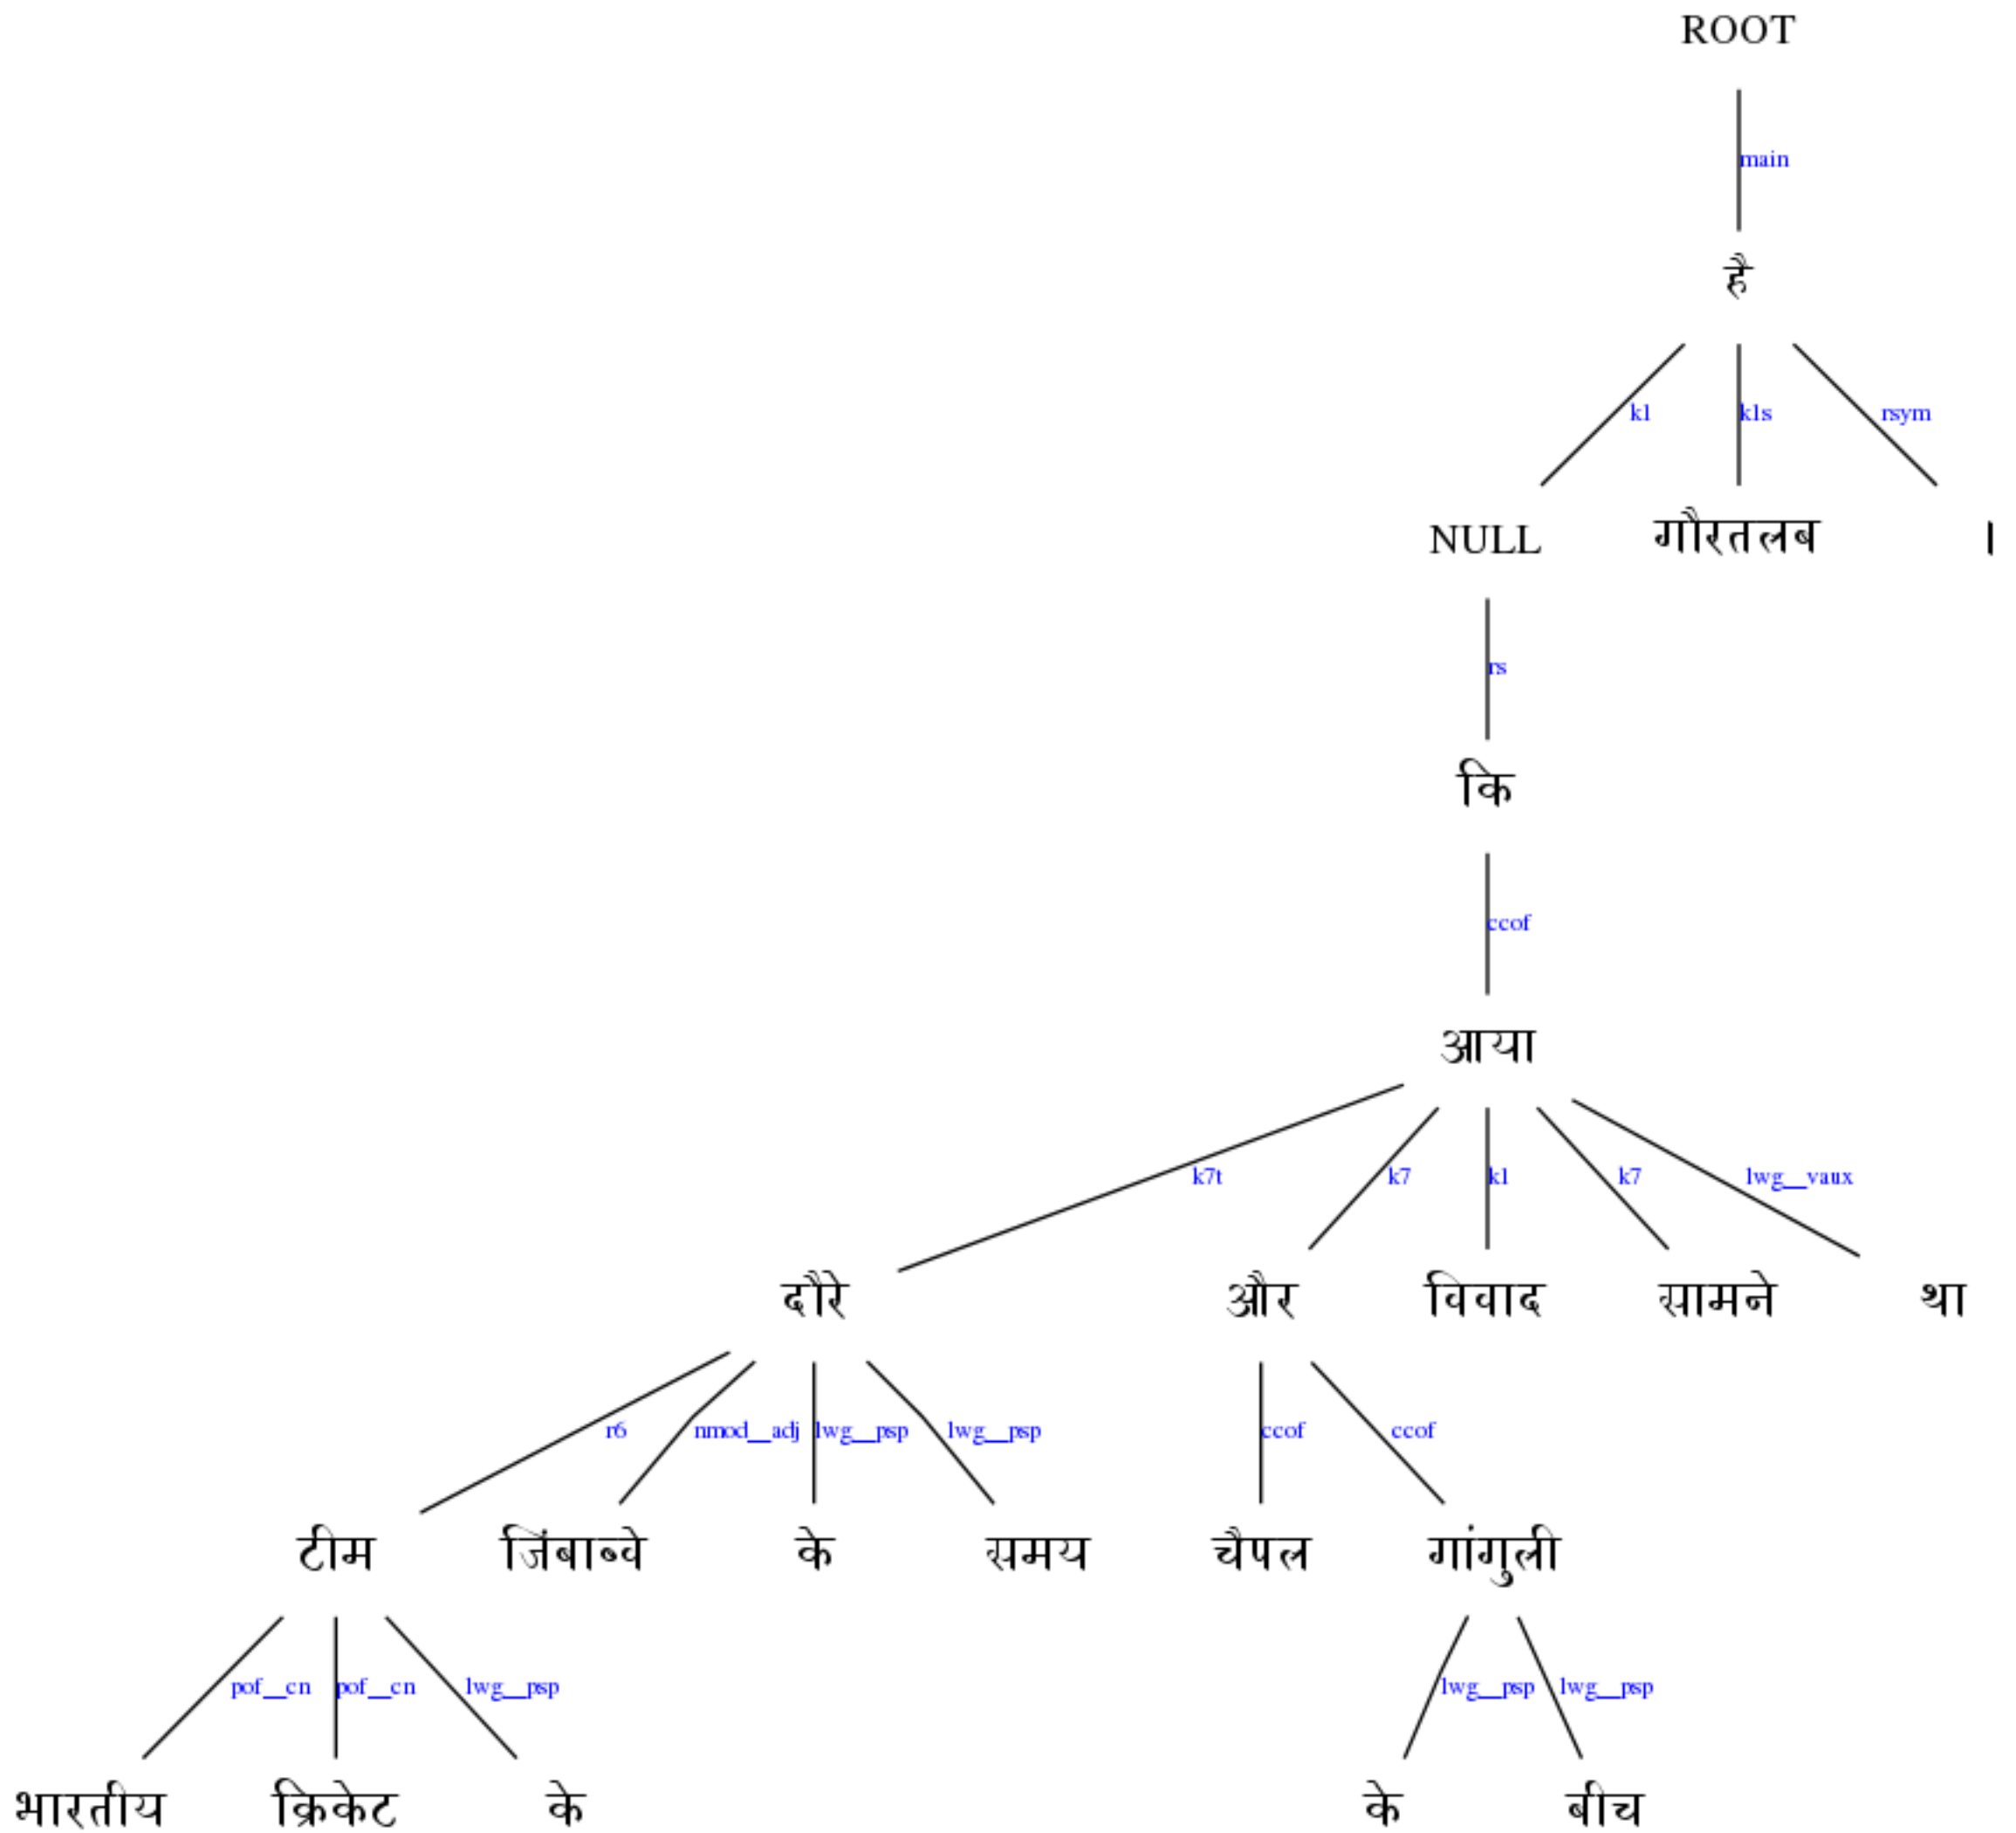 ROOT
main
है
k1 k1s rsym
NULL गौरतलब ।
rs
कि
ccof
आया
k7t k7 k1 k7 lwg__vaux
दौरे और विवाद सामने था
r6 nmod__adj lwg__psp lwg__psp ccof ccof
टीम जिंबाब्वे के समय चैपल गांगुली
pof__cn pof__cn lwg__psp lwg__psp lwg__psp
भारतीय क्रिकेट के के बीच